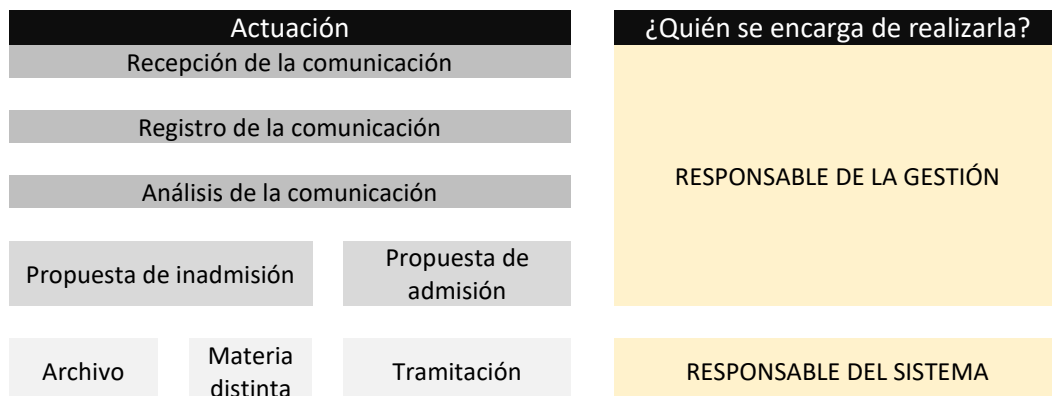 Actuación
¿Quién se encarga de realizarla?
Recepción de la comunicación
Registro de la comunicación
Análisis de la comunicación
RESPONSABLE DE LA GESTIÓN
Propuesta de inadmisión
Propuesta de
admisión
Archivo
Materia
distinta
Tramitación
RESPONSABLE DEL SISTEMA